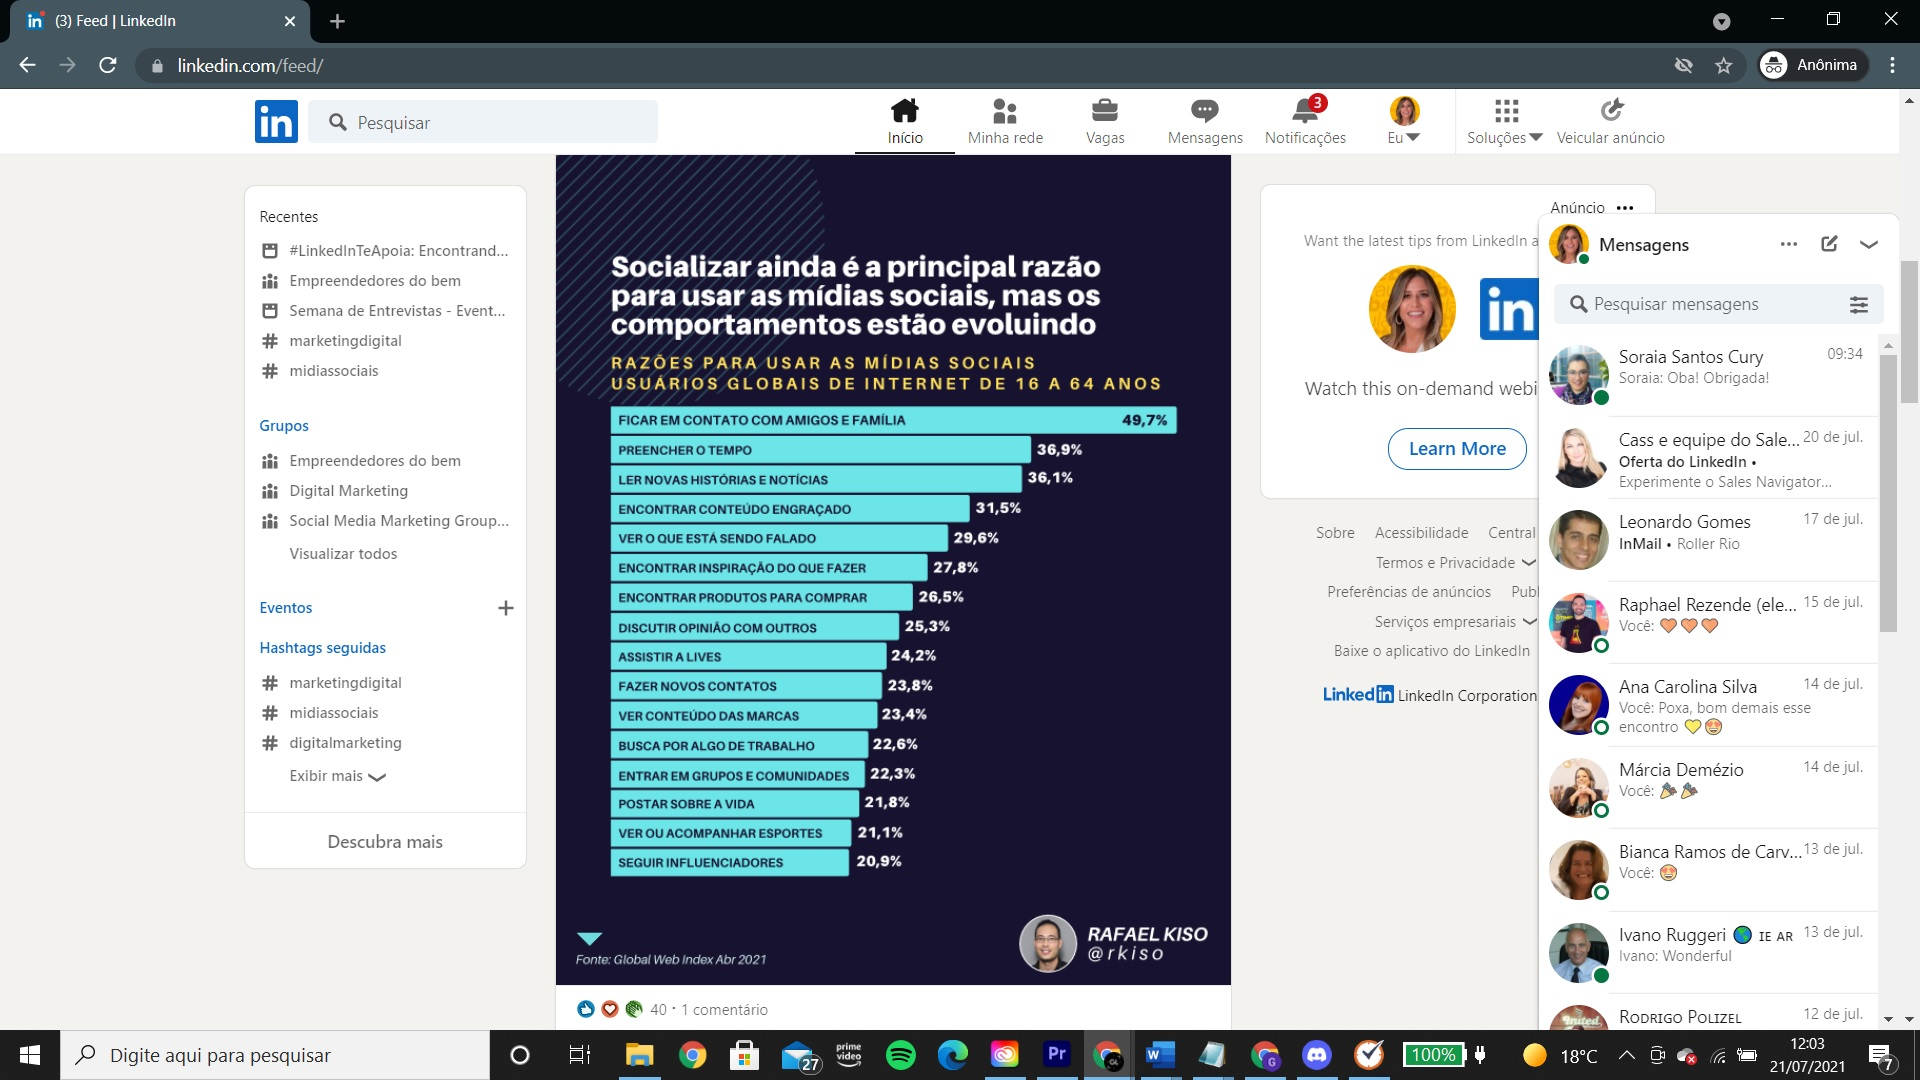 (3) Feed | LinkedIn
linkedin.com/feed/
Anônima
in
Pesquisar
Início
Minha rede
Vagas
Mensagens
3
Notificações
Eu
Soluções
Veicular anúncio
Recentes
#LinkedInTeApoia: Encontrand...
Empreendedores do bem
Semana de Entrevistas - Event...
# marketingdigital
# midiassociais
Grupos
Empreendedores do bem
Digital Marketing
Social Media Marketing Group...
Visualizar todos
Eventos +
Hashtags seguidas
# marketingdigital
# midiassociais
# digitalmarketing
Exibir mais
Descubra mais
Socializar ainda é a principal razão
para usar as mídias sociais, mas os
comportamentos estão evoluindo
RAZÕES PARA USAR AS MÍDIAS SOCIAIS
USUÁRIOS GLOBAIS DE INTERNET DE 16 A 64 ANOS
FICAR EM CONTATO COM AMIGOS E FAMÍLIA 49,7%
PREENCHER O TEMPO 36,9%
LER NOVAS HISTÓRIAS E NOTÍCIAS 36,1%
ENCONTRAR CONTEÚDO ENGRAÇADO 31,5%
VER O QUE ESTÁ SENDO FALADO 29,6%
ENCONTRAR INSPIRAÇÃO DO QUE FAZER 27,8%
ENCONTRAR PRODUTOS PARA COMPRAR 26,5%
DISCUTIR OPINIÃO COM OUTROS 25,3%
ASSISTIR A LIVES 24,2%
FAZER NOVOS CONTATOS 23,8%
VER CONTEÚDO DAS MARCAS 23,4%
BUSCA POR ALGO DE TRABALHO 22,6%
ENTRAR EM GRUPOS E COMUNIDADES 22,3%
POSTAR SOBRE A VIDA 21,8%
VER OU ACOMPANHAR ESPORTES 21,1%
SEGUIR INFLUENCIADORES 20,9%
Fonte: Global Web Index Abr 2021
RAFAEL KISO
@rkiso
40 · 1 comentário
Anúncio ...
Want the latest tips from LinkedIn a
in
Watch this on-demand webi
Learn More
Sobre Acessibilidade Central
Termos e Privacidade
Preferências de anúncios Publ
Serviços empresariais
Baixe o aplicativo do LinkedIn
Linked in LinkedIn Corporation
Mensagens
Pesquisar mensagens
Soraia Santos Cury 09:34
Soraia: Oba! Obrigada!
Cass e equipe do Sale... 20 de jul.
Oferta do LinkedIn •
Experimente o Sales Navigator...
Leonardo Gomes 17 de jul.
InMail • Roller Rio
Raphael Rezende (ele... 15 de jul.
Você: 🧡🧡🧡
Ana Carolina Silva 14 de jul.
Você: Poxa, bom demais esse
encontro 💛😍
Márcia Demézio 14 de jul.
Você: 🎉🎉
Bianca Ramos de Carv... 13 de jul.
Você: 😍
Ivano Ruggeri 🌎 IE AR 13 de jul.
Ivano: Wonderful
Rodrigo Polizel 12 de jul.
Digite aqui para pesquisar
27
prime
video
Pr
W
G
100%
18°C
12:03
21/07/2021
7